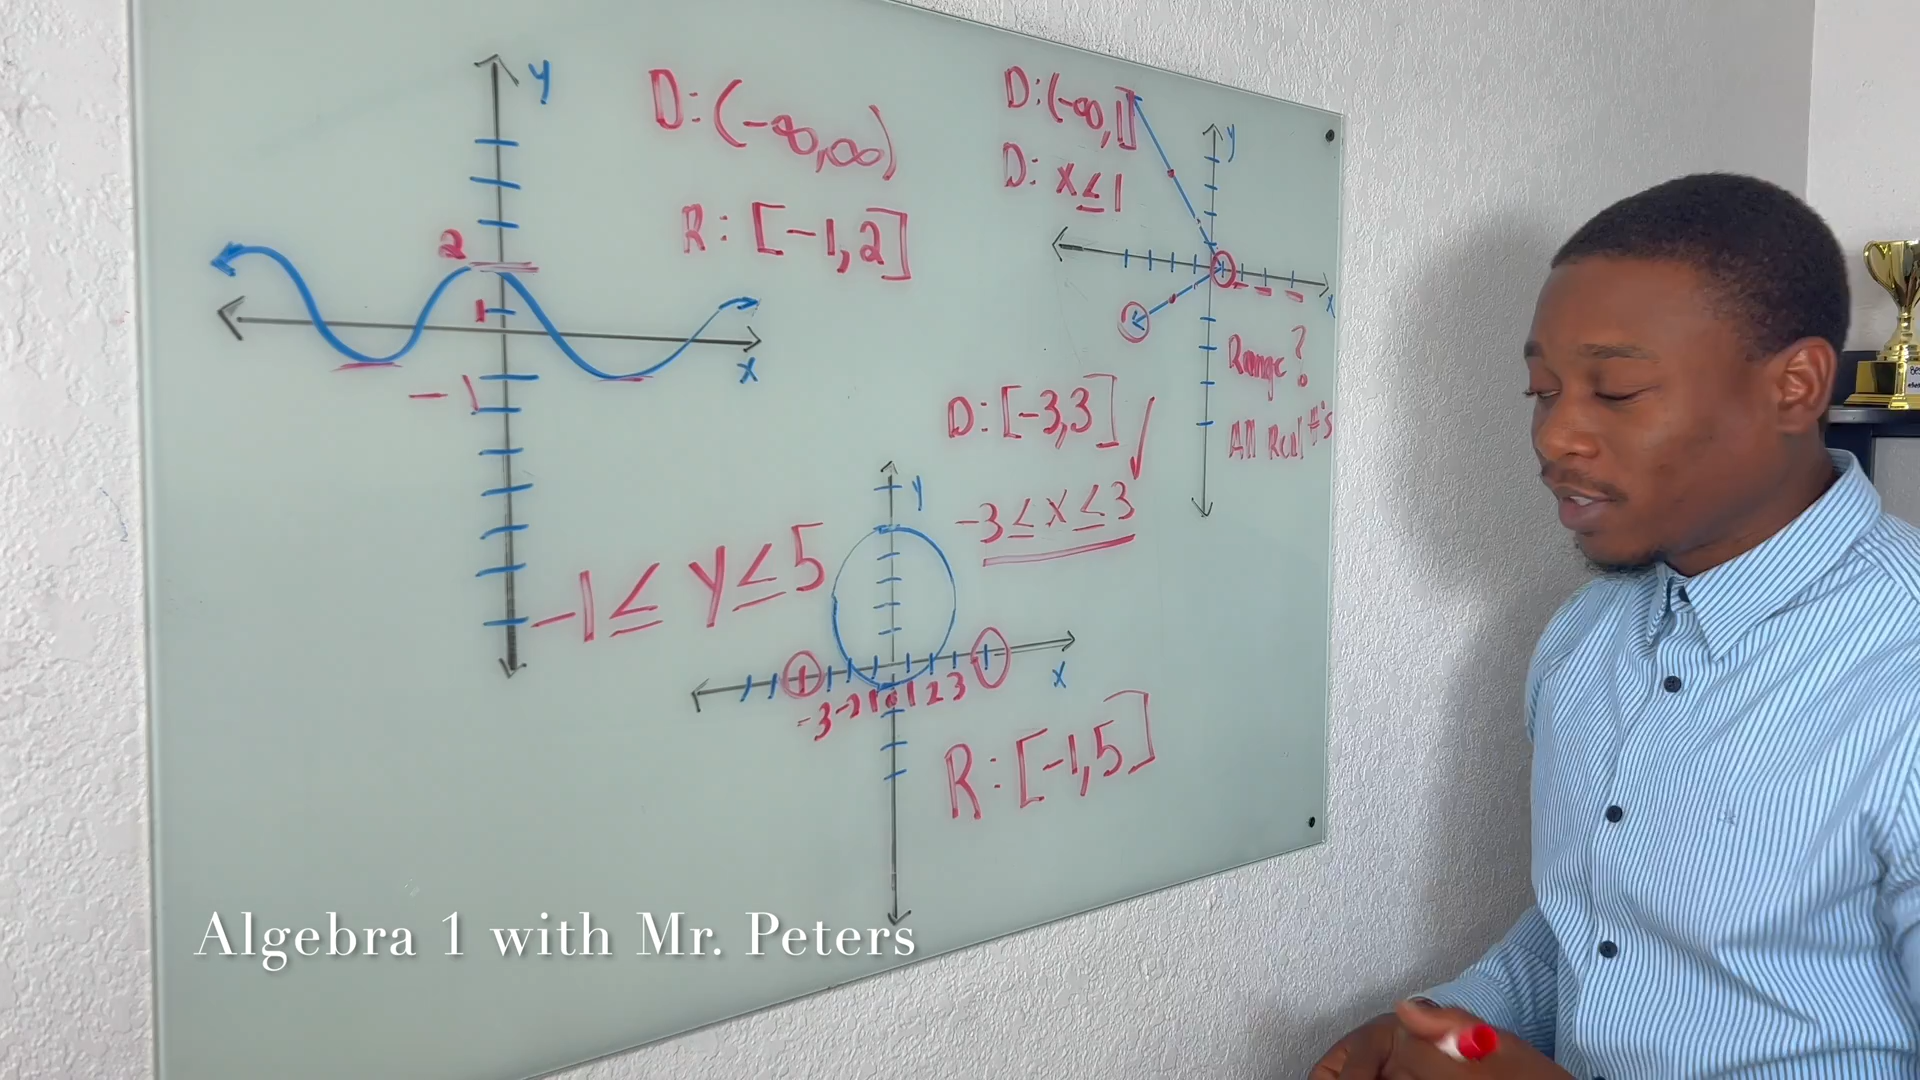 y
D: (-∞,∞)
R: [-1,2]
2
1
-1
x
D: (-∞,1]
D: x≤1
y
x
Range?
All Real #'s
D: [-3,3]
-3≤x≤3
-1≤y≤5
y
-3 -2 1 0 1 2 3
x
R: [-1,5]
Algebra 1 with Mr. Peters